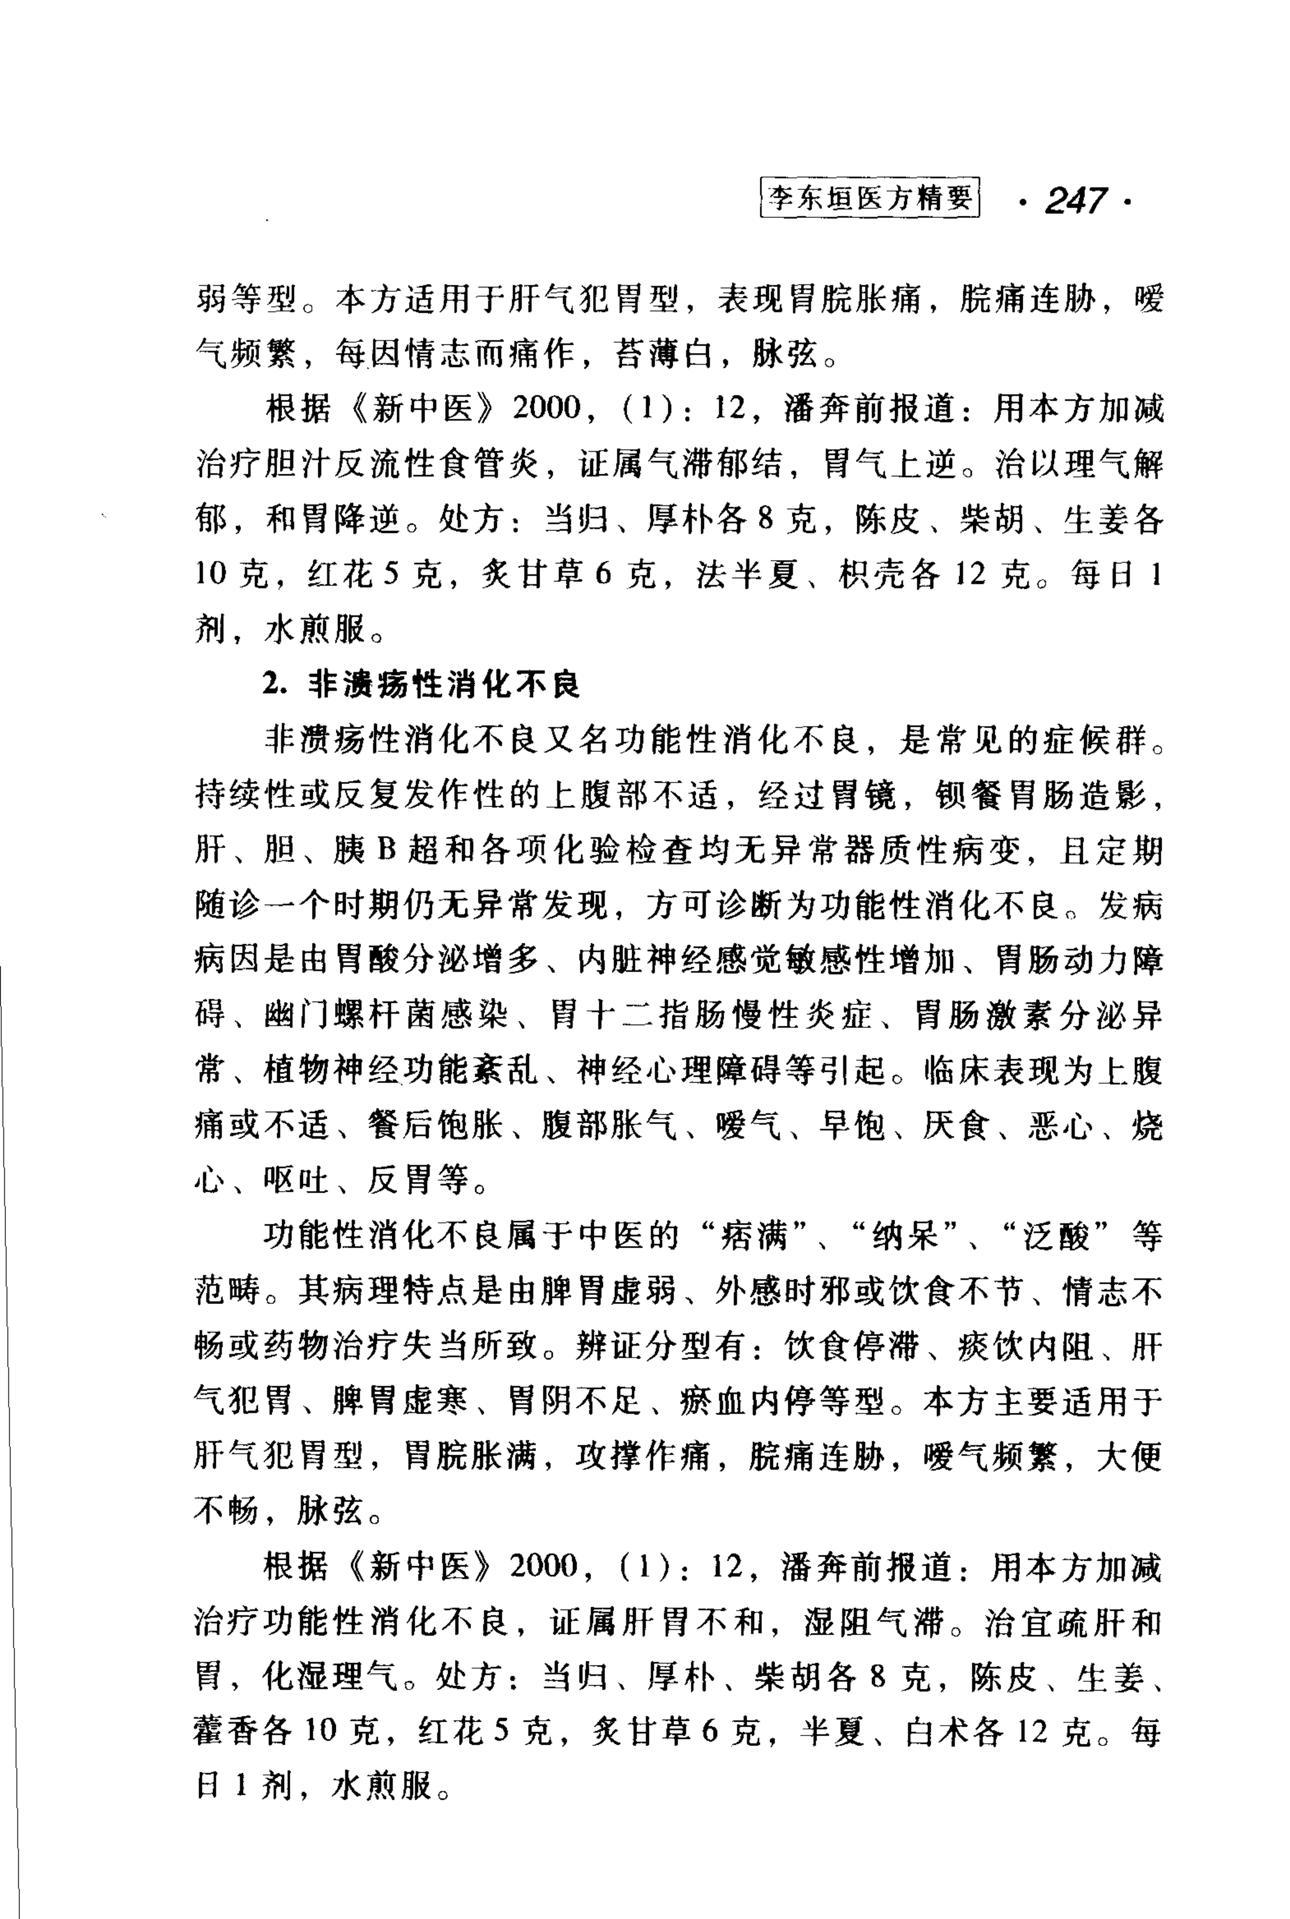 李东垣医方精要 · 247 ·
弱等型。本方适用于肝气犯胃型，表现胃脘胀痛，脘痛连胁，嗳
气频繁，每因情志而痛作，苔薄白，脉弦。
根据《新中医》2000，（1）：12，潘奔前报道：用本方加减
治疗胆汁反流性食管炎，证属气滞郁结，胃气上逆。治以理气解
郁，和胃降逆。处方：当归、厚朴各 8 克，陈皮、柴胡、生姜各
10 克，红花 5 克，炙甘草 6 克，法半夏、枳壳各 12 克。每日 1
剂，水煎服。
2. 非溃疡性消化不良
非溃疡性消化不良又名功能性消化不良，是常见的症候群。
持续性或反复发作性的上腹部不适，经过胃镜，钡餐胃肠造影，
肝、胆、胰 B 超和各项化验检查均无异常器质性病变，且定期
随诊一个时期仍无异常发现，方可诊断为功能性消化不良。发病
病因是由胃酸分泌增多、内脏神经感觉敏感性增加、胃肠动力障
碍、幽门螺杆菌感染、胃十二指肠慢性炎症、胃肠激素分泌异
常、植物神经功能紊乱、神经心理障碍等引起。临床表现为上腹
痛或不适、餐后饱胀、腹部胀气、嗳气、早饱、厌食、恶心、烧
心、呕吐、反胃等。
功能性消化不良属于中医的“痞满”、“纳呆”、“泛酸”等
范畴。其病理特点是由脾胃虚弱、外感时邪或饮食不节、情志不
畅或药物治疗失当所致。辨证分型有：饮食停滞、痰饮内阻、肝
气犯胃、脾胃虚寒、胃阴不足、瘀血内停等型。本方主要适用于
肝气犯胃型，胃脘胀满，攻撑作痛，脘痛连胁，嗳气频繁，大便
不畅，脉弦。
根据《新中医》2000，（1）：12，潘奔前报道：用本方加减
治疗功能性消化不良，证属肝胃不和，湿阻气滞。治宜疏肝和
胃，化湿理气。处方：当归、厚朴、柴胡各 8 克，陈皮、生姜、
藿香各 10 克，红花 5 克，炙甘草 6 克，半夏、白术各 12 克。每
日 1 剂，水煎服。